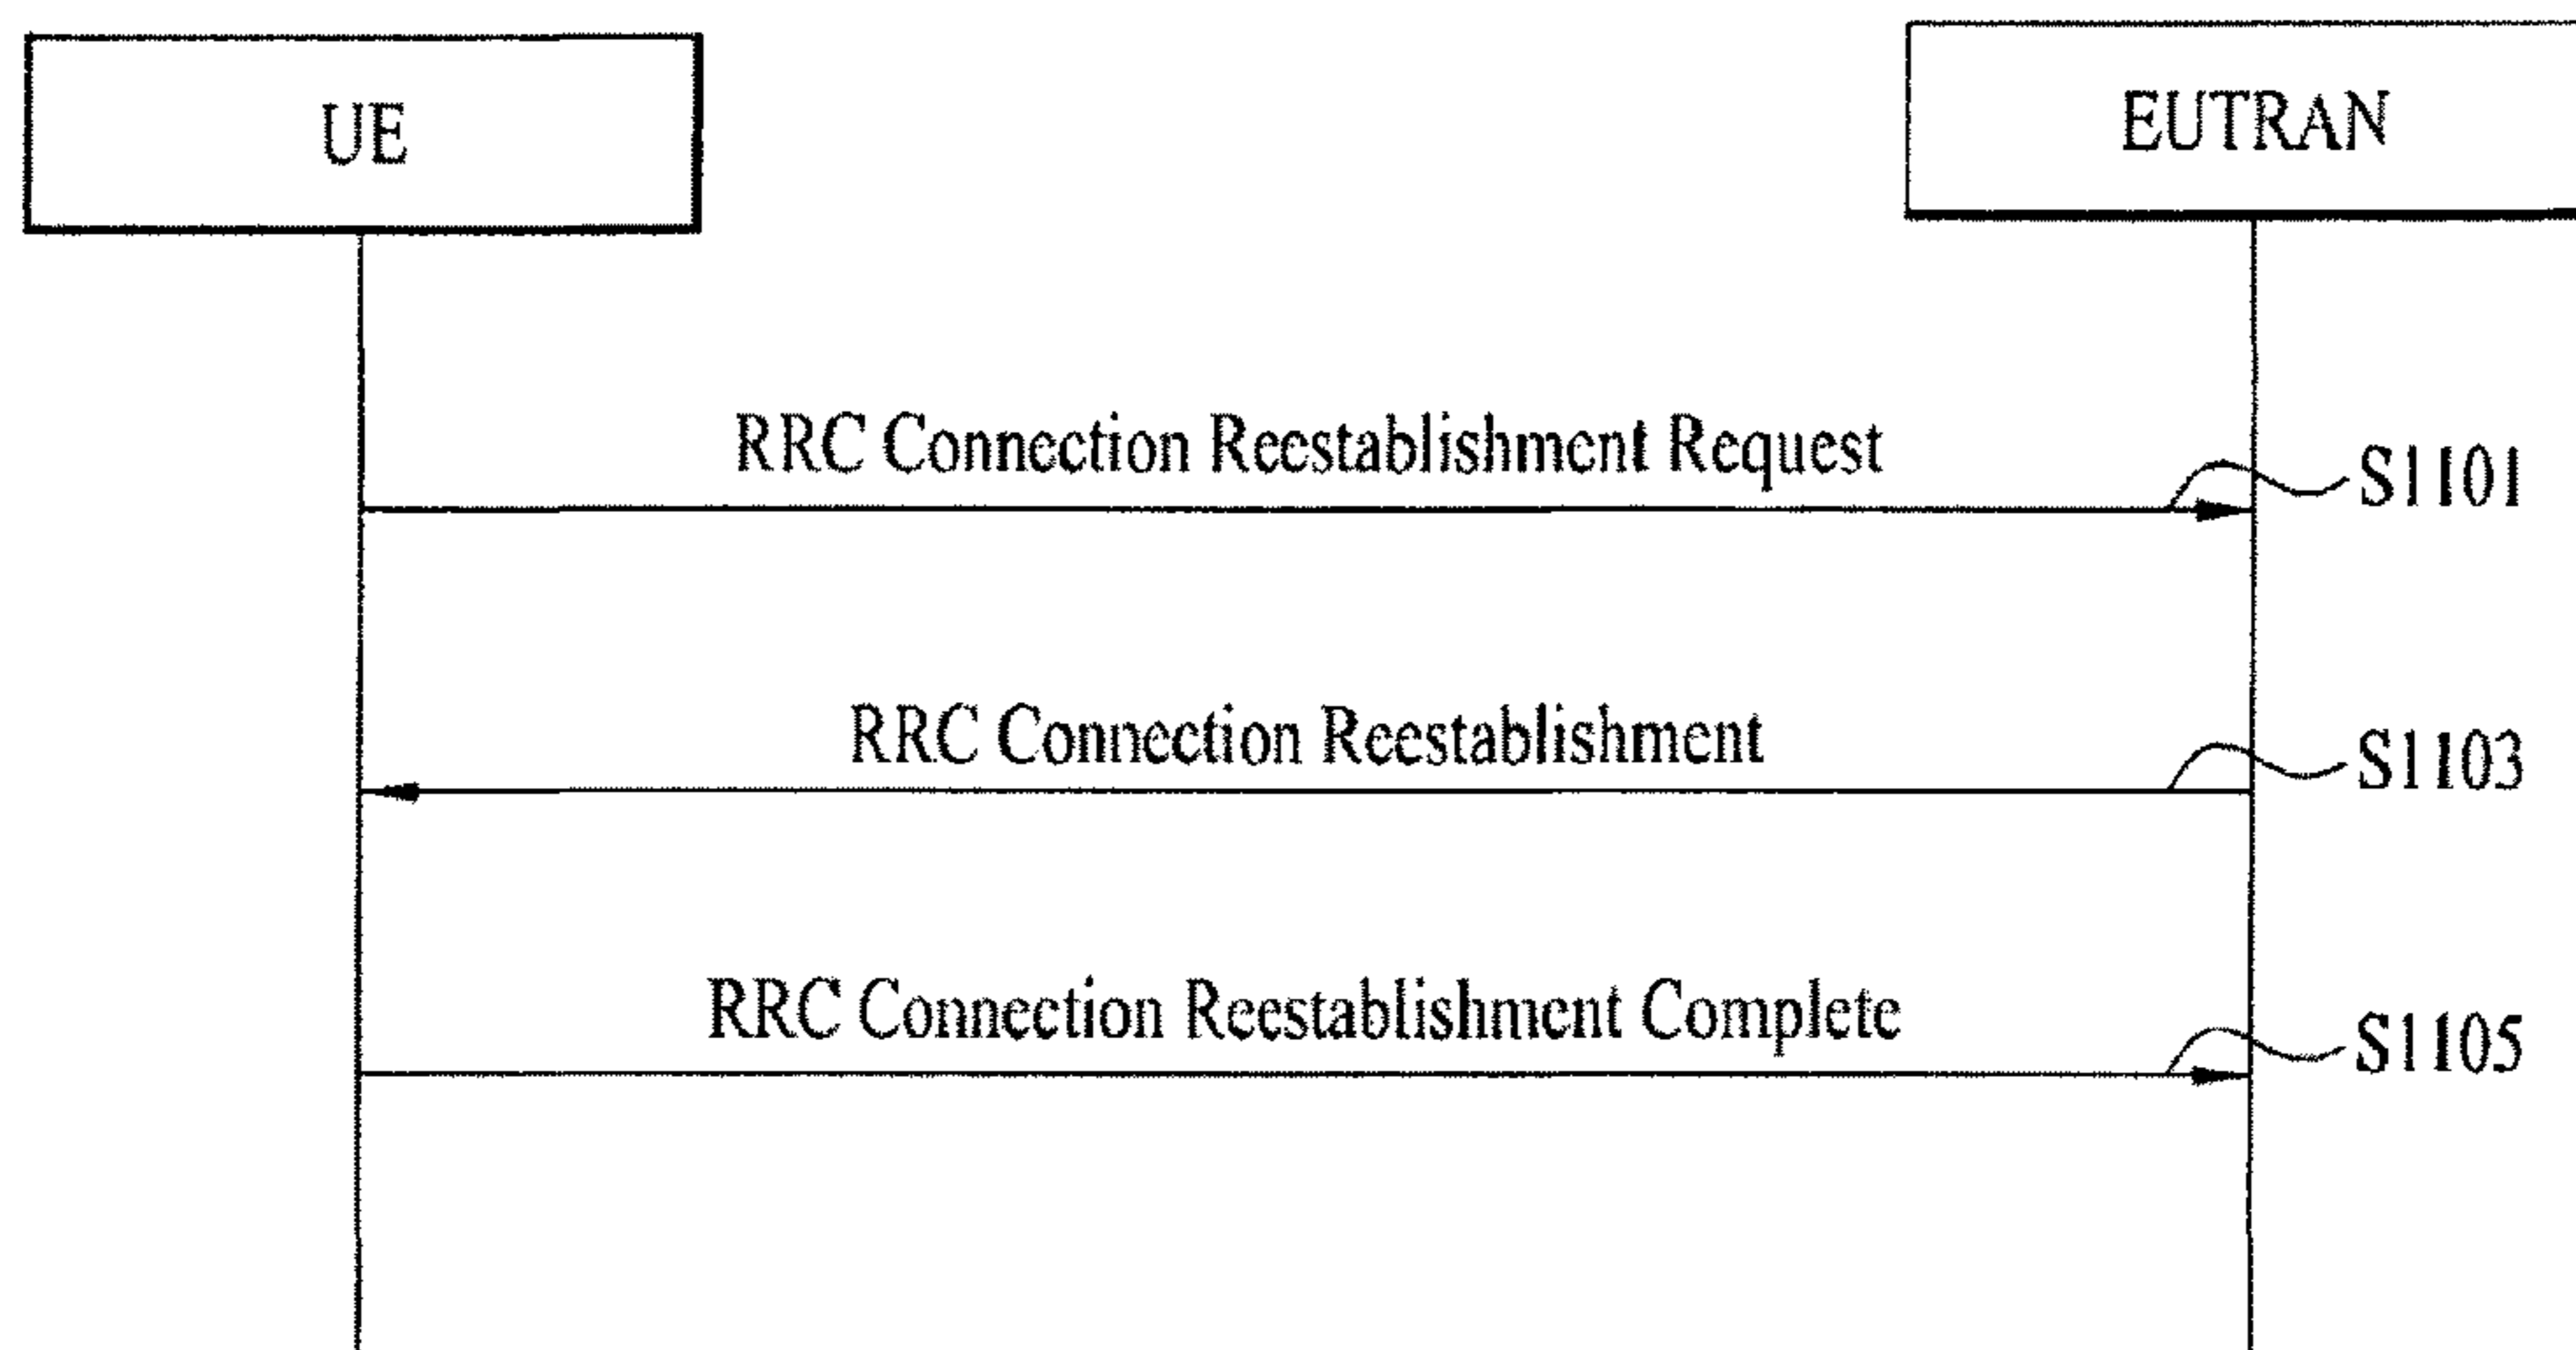 UE
EUTRAN
RRC Connection Reestablishment Request
S1101
RRC Connection Reestablishment
S1103
RRC Connection Reestablishment Complete
S1105